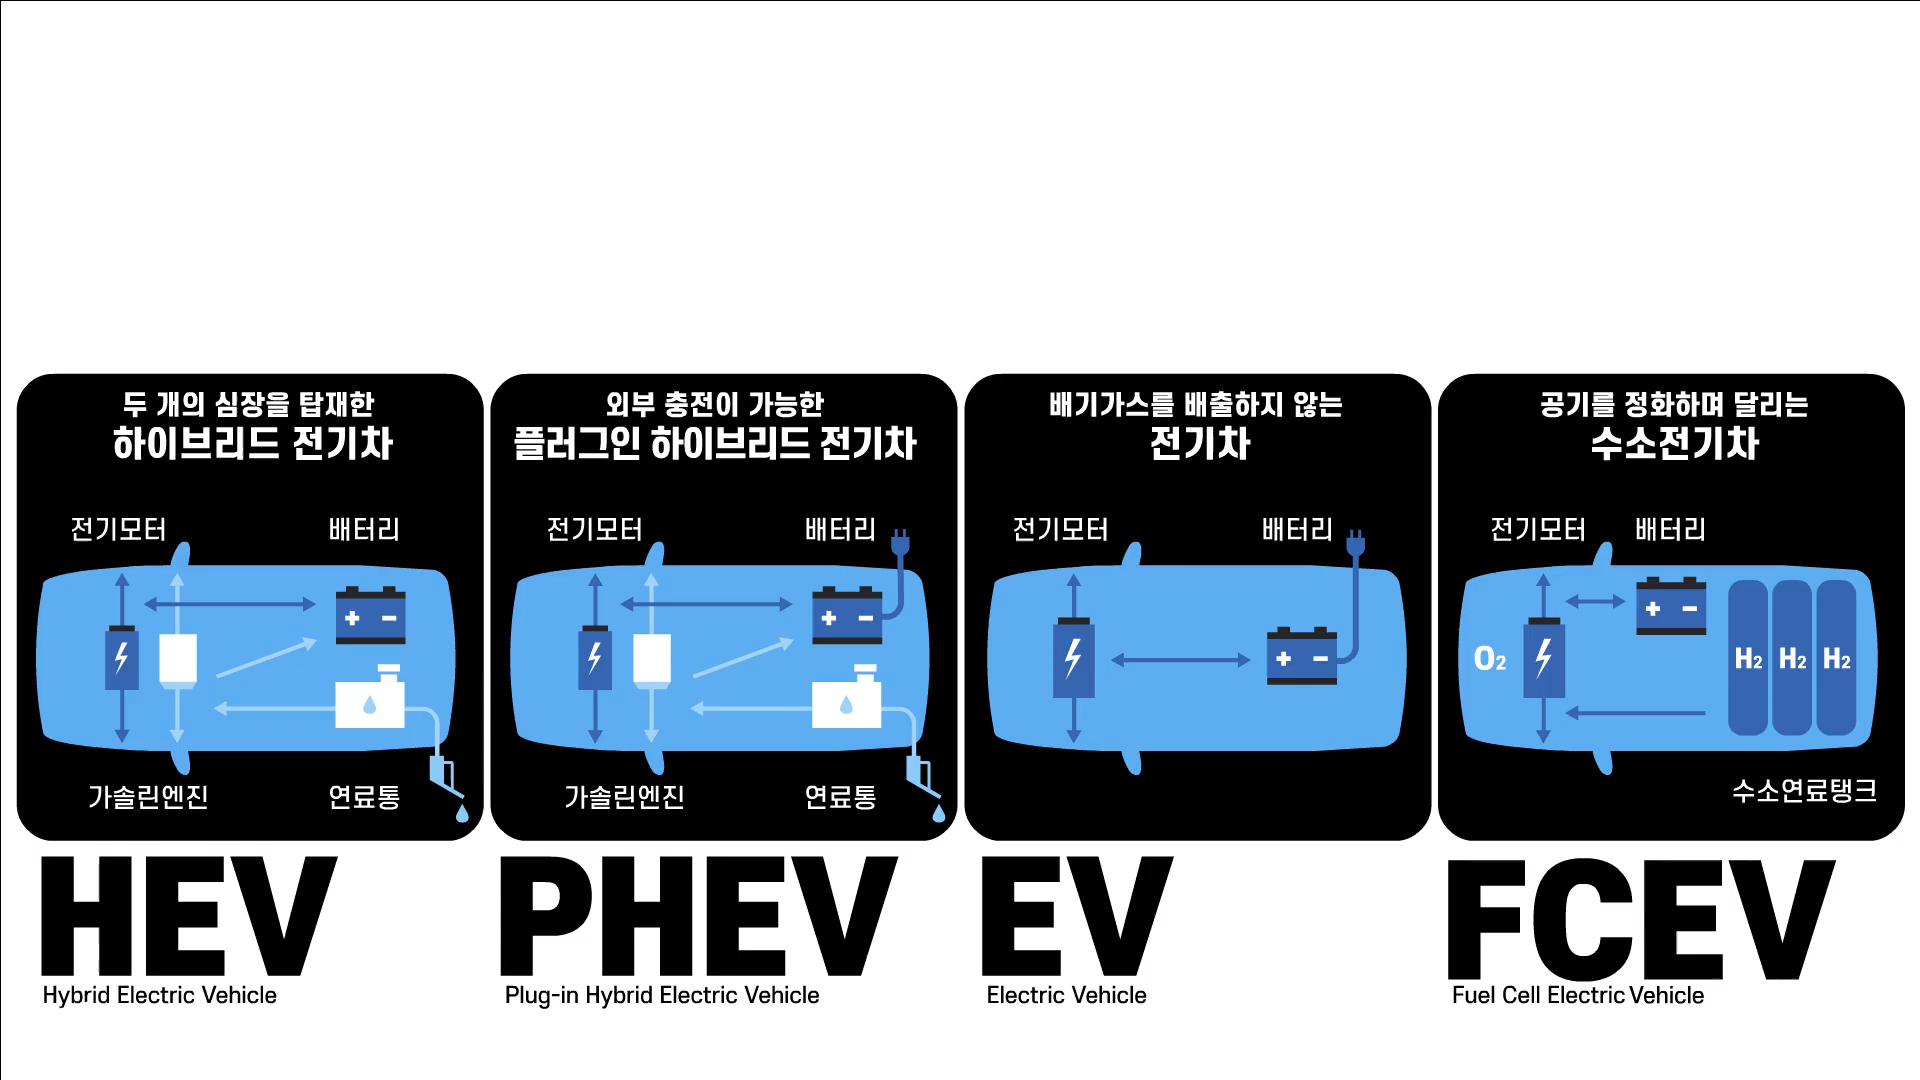 두 개의 심장을 탑재한
하이브리드 전기차
전기모터
배터리
가솔린엔진
연료통
HEV
Hybrid Electric Vehicle
외부 충전이 가능한
플러그인 하이브리드 전기차
전기모터
배터리
가솔린엔진
연료통
PHEV
Plug-in Hybrid Electric Vehicle
배기가스를 배출하지 않는
전기차
전기모터
배터리
EV
Electric Vehicle
공기를 정화하며 달리는
수소전기차
전기모터
배터리
O2
H2 H2 H2
수소연료탱크
FCEV
Fuel Cell Electric Vehicle